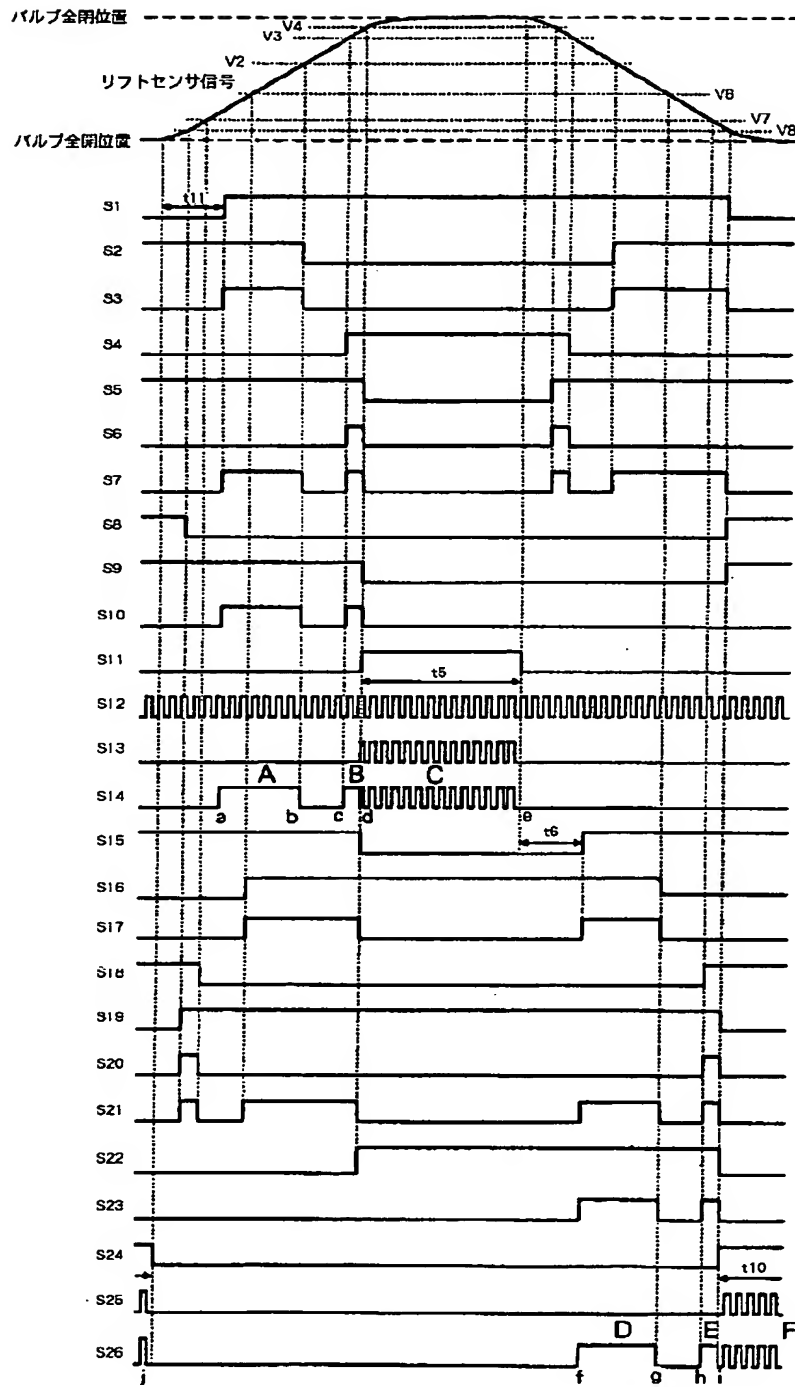 バルブ全閉位置
V4
V3
V2
リフトセンサ信号
V6
V7
V8
バルブ全開位置
t11
S1
S2
S3
S4
S5
S6
S7
S8
S9
S10
S11
t5
S12
S13
A B C
S14
a b c d e
t6
S15
S16
S17
S18
S19
S20
S21
S22
S23
S24
t10
S25
D E F
S26
j f g h i